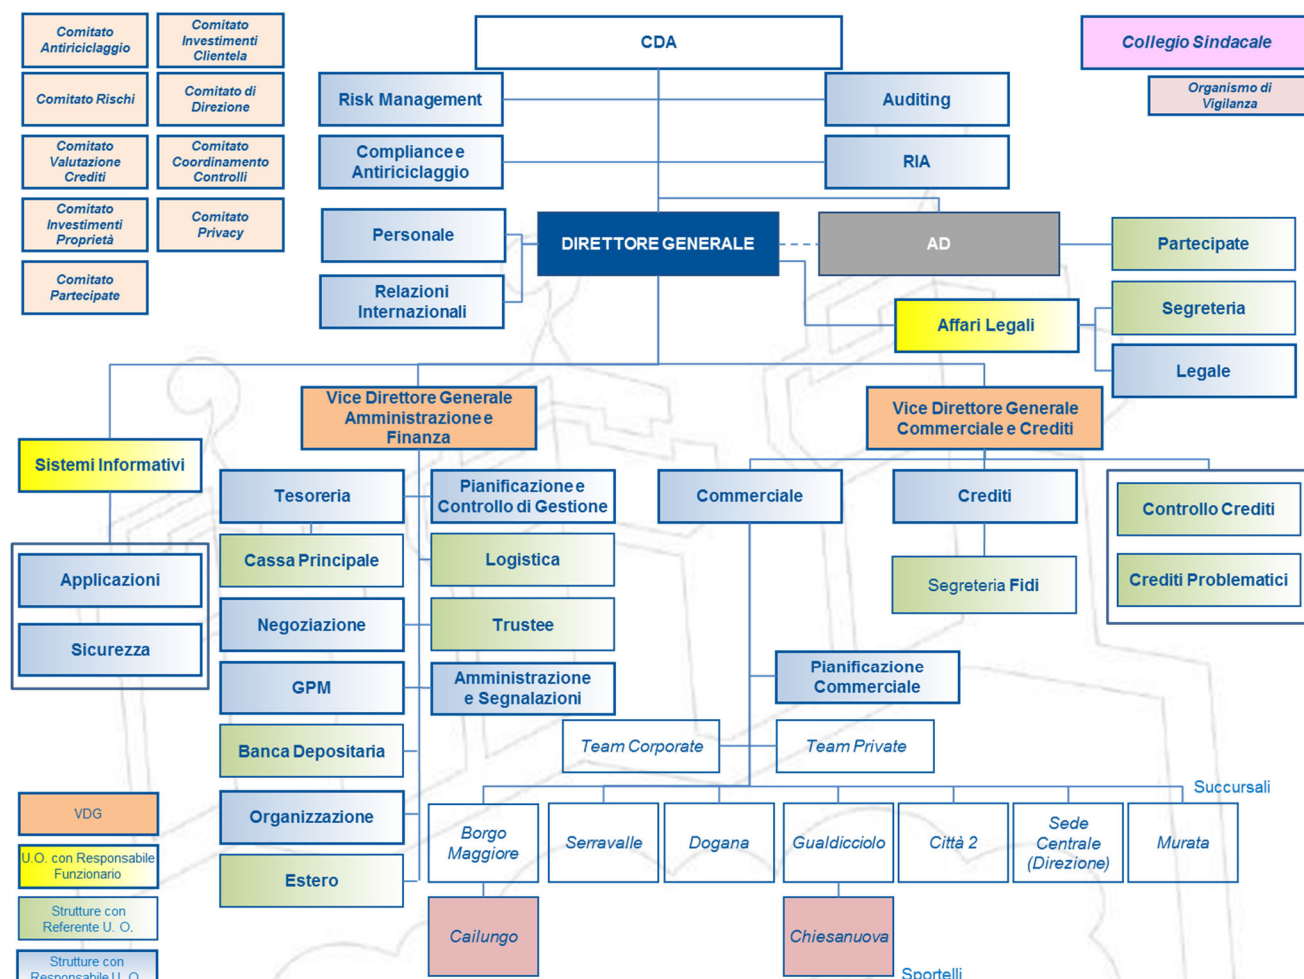 Comitato
Antiriciclaggio
Comitato
Investimenti
Clientela
CDA
Collegio Sindacale
Comitato Rischi
Comitato di
Direzione
Risk Management
Auditing
Organismo di
Vigilanza
Comitato
Valutazione
Crediti
Comitato
Coordinamento
Controlli
Compliance e
Antiriciclaggio
RIA
Comitato
Investimenti
Proprietà
Comitato
Privacy
Personale
DIRETTORE GENERALE
AD
Partecipate
Comitato
Partecipate
Relazioni
Internazionali
Affari Legali
Segreteria
Legale
Vice Direttore Generale
Amministrazione e
Finanza
Vice Direttore Generale
Commerciale e Crediti
Sistemi Informativi
Tesoreria
Pianificazione e
Controllo di Gestione
Commerciale
Crediti
Controllo Crediti
Cassa Principale
Logistica
Applicazioni
Segreteria Fidi
Crediti Problematici
Negoziazione
Trustee
Sicurezza
GPM
Amministrazione
e Segnalazioni
Pianificazione
Commerciale
Banca Depositaria
Team Corporate
Team Private
Succursali
VDG
Organizzazione
Borgo
Maggiore
Serravalle
Dogana
Gualdicciolo
Città 2
Sede
Centrale
(Direzione)
Murata
U.O. con Responsabile
Funzionario
Estero
Strutture con
Referente U. O.
Cailungo
Chiesanuova
Strutture con
Responsabile U. O.
Sportelli